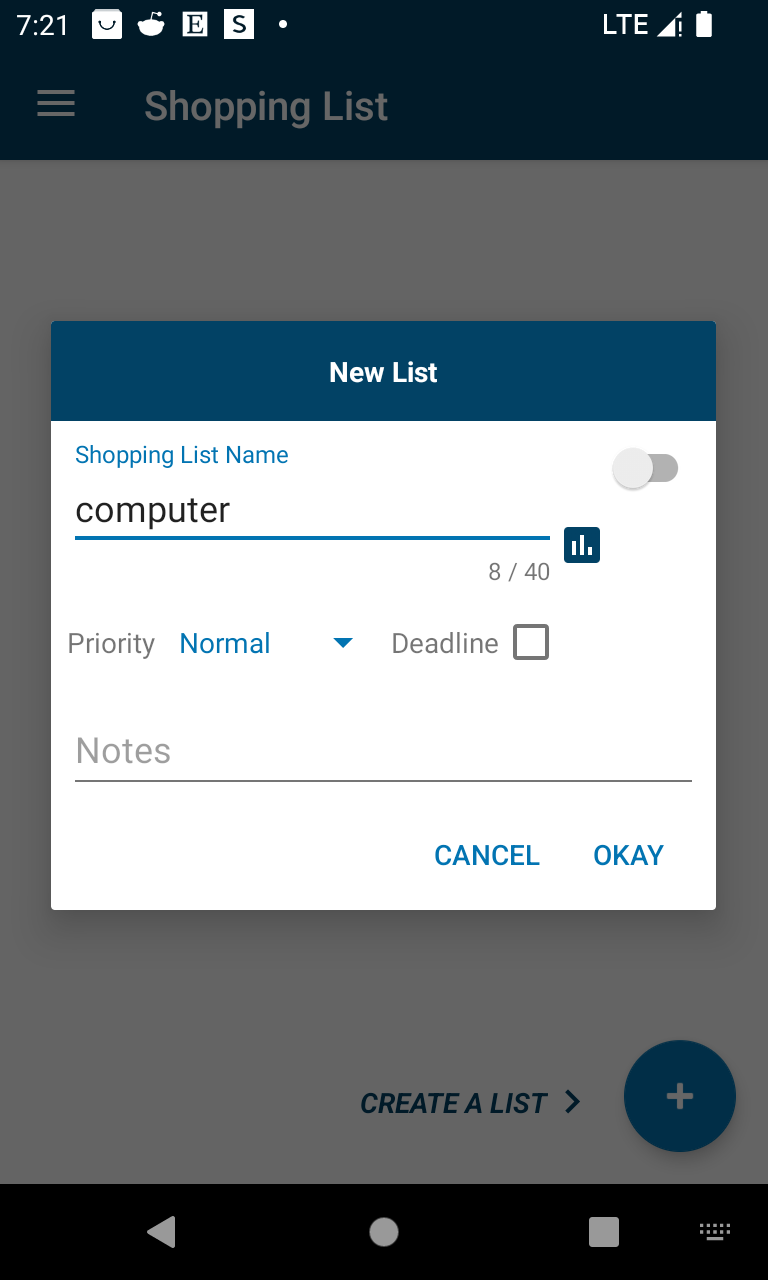 7:21 E S LTE
Shopping List
New List
Shopping List Name
computer
8 / 40
Priority Normal Deadline
Notes
CANCEL OKAY
CREATE A LIST